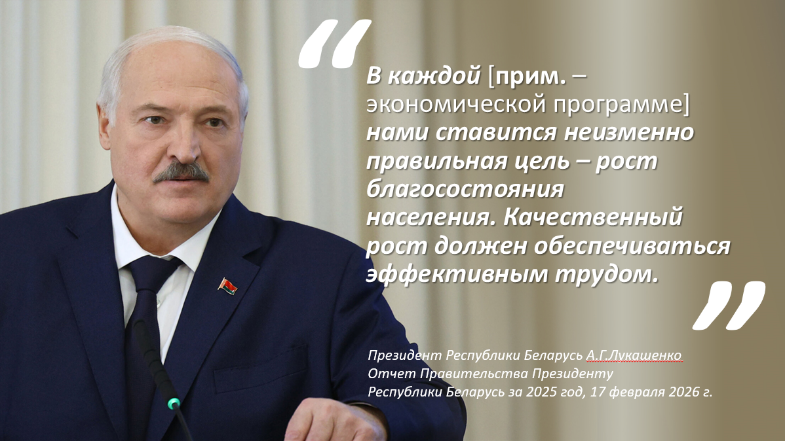 “
В каждой [прим. –
экономической программе]
нами ставится неизменно
правильная цель – рост
благосостояния
населения. Качественный
рост должен обеспечиваться
эффективным трудом.
”
Президент Республики Беларусь А.Г.Лукашенко
Отчет Правительства Президенту
Республики Беларусь за 2025 год, 17 февраля 2026 г.